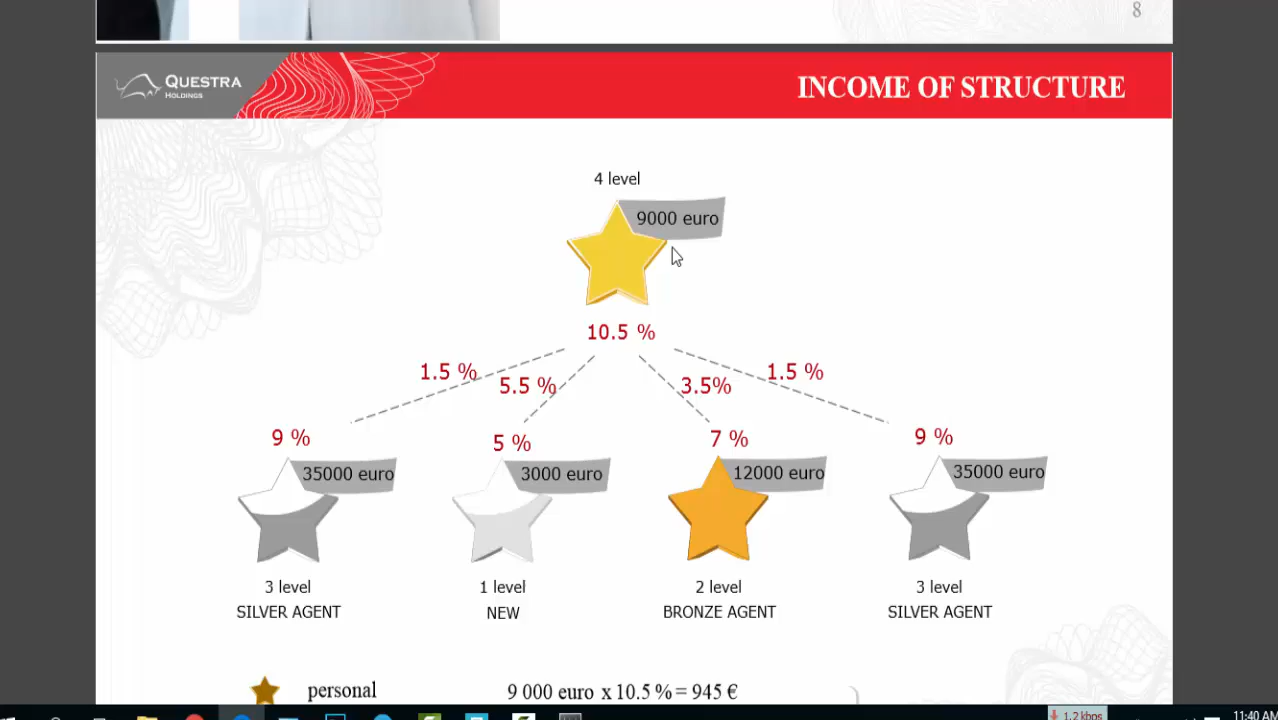 8
QUESTRA
HOLDINGS
INCOME OF STRUCTURE
4 level
9000 euro
10.5 %
1.5 %
5.5 %
3.5%
1.5 %
9 %
5 %
7 %
9 %
35000 euro
3000 euro
12000 euro
35000 euro
3 level
1 level
2 level
3 level
SILVER AGENT
NEW
BRONZE AGENT
SILVER AGENT
personal
9 000 euro x 10.5 % = 945 €
1.2 kbps
11:40 AM